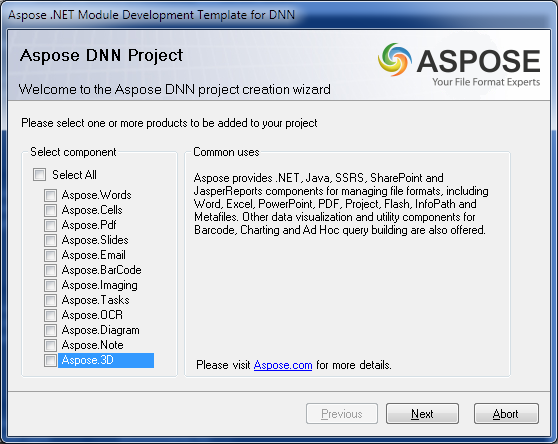 Aspose .NET Module Development Template for DNN
Aspose DNN Project
ASPOSE
Your File Format Experts
Welcome to the Aspose DNN project creation wizard
Please select one or more products to be added to your project
Select component
Select All
Aspose.Words
Aspose.Cells
Aspose.Pdf
Aspose.Slides
Aspose.Email
Aspose.BarCode
Aspose.Imaging
Aspose.Tasks
Aspose.OCR
Aspose.Diagram
Aspose.Note
Aspose.3D
Common uses
Aspose provides .NET, Java, SSRS, SharePoint and
JasperReports components for managing file formats, including
Word, Excel, PowerPoint, PDF, Project, Flash, InfoPath and
Metafiles. Other data visualization and utility components for
Barcode, Charting and Ad Hoc query building are also offered.
Please visit Aspose.com for more details.
Previous
Next
Abort